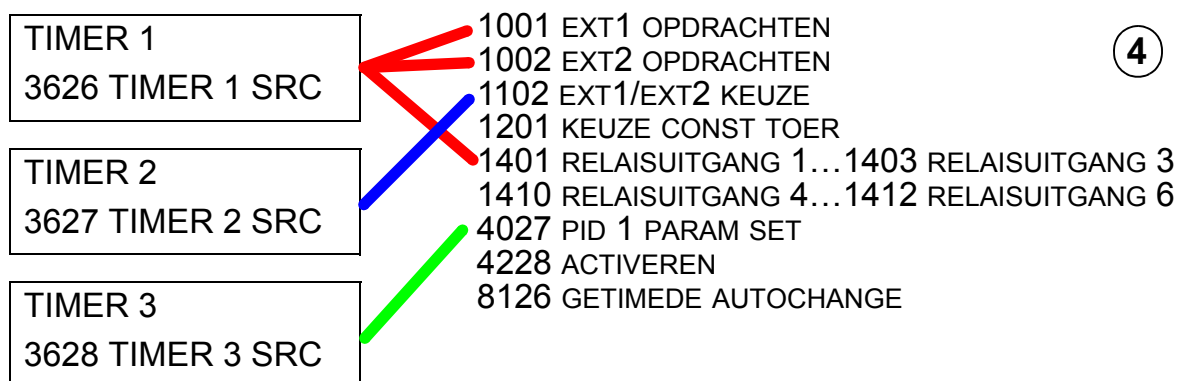 TIMER 1
3626 TIMER 1 SRC
TIMER 2
3627 TIMER 2 SRC
TIMER 3
3628 TIMER 3 SRC
1001 EXT1 OPDRACHTEN
1002 EXT2 OPDRACHTEN
1102 EXT1/EXT2 KEUZE
1201 KEUZE CONST TOER
1401 RELAISUITGANG 1…1403 RELAISUITGANG 3
1410 RELAISUITGANG 4…1412 RELAISUITGANG 6
4027 PID 1 PARAM SET
4228 ACTIVEREN
8126 GETIMEDE AUTOCHANGE
4